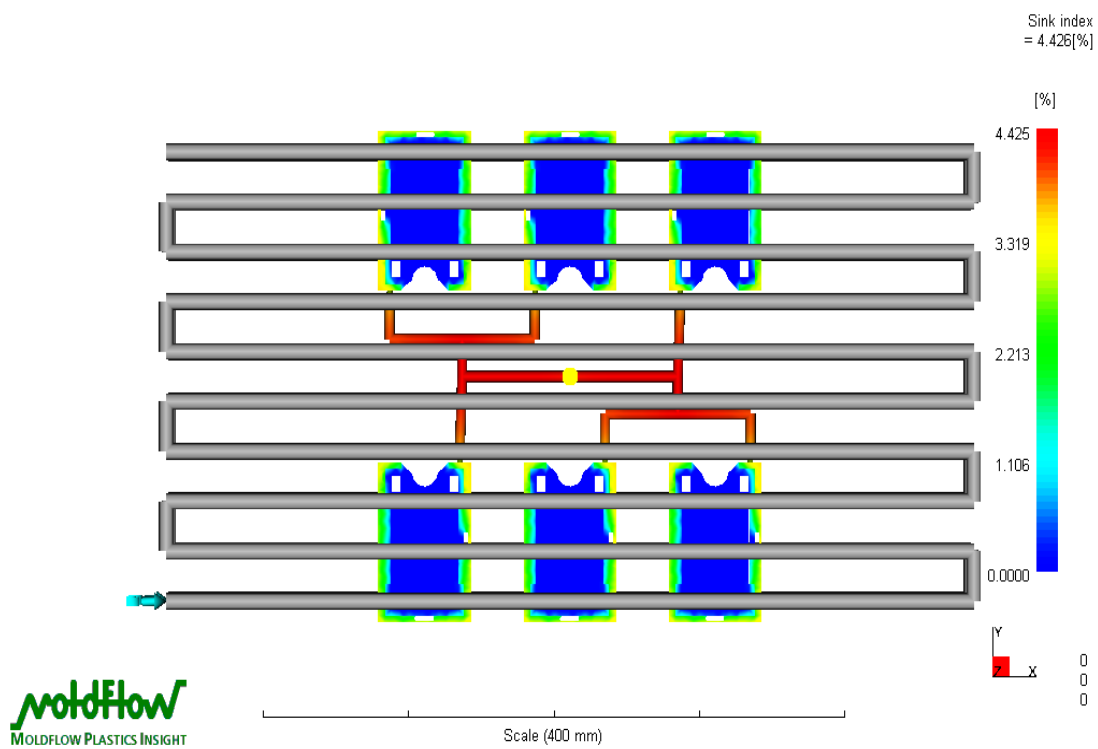 Sink index
= 4.426[%]
[%]
4.425
3.319
2.213
1.106
0.0000
Y
Z X
0
0
0
moldflow
MOLDFLOW PLASTICS INSIGHT
Scale (400 mm)